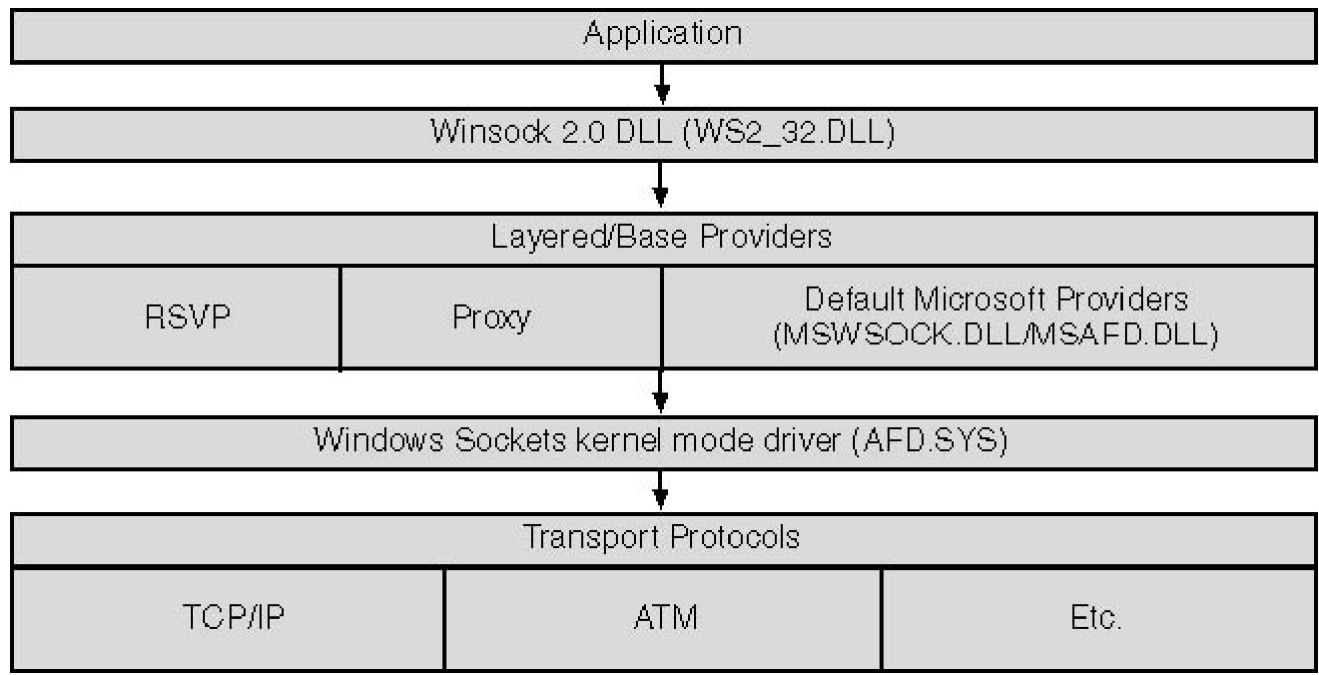 Application
Winsock 2.0 DLL (WS2_32.DLL)
Layered/Base Providers
RSVP
Proxy
Default Microsoft Providers
(MSWSOCK.DLL/MSAFD.DLL)
Windows Sockets kernel mode driver (AFD.SYS)
Transport Protocols
TCP/IP
ATM
Etc.